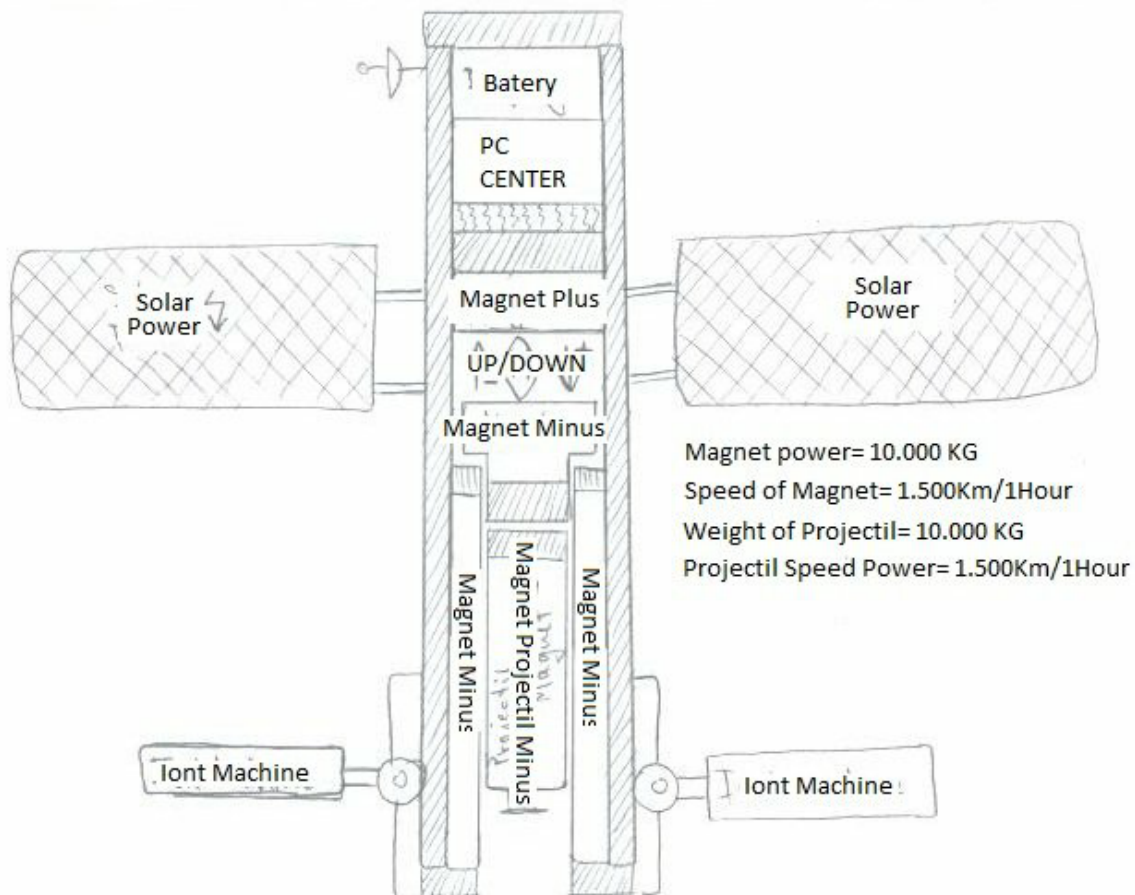 Batery
PC
CENTER
Magnet Plus
Solar
Power
Solar
Power
UP/DOWN
Magnet Minus
Magnet power= 10.000 KG
Speed of Magnet= 1.500Km/1Hour
Weight of Projectil= 10.000 KG
Projectil Speed Power= 1.500Km/1Hour
Magnet Minus
Magnet Projectil Minus
Magnet Minus
Iont Machine
Iont Machine